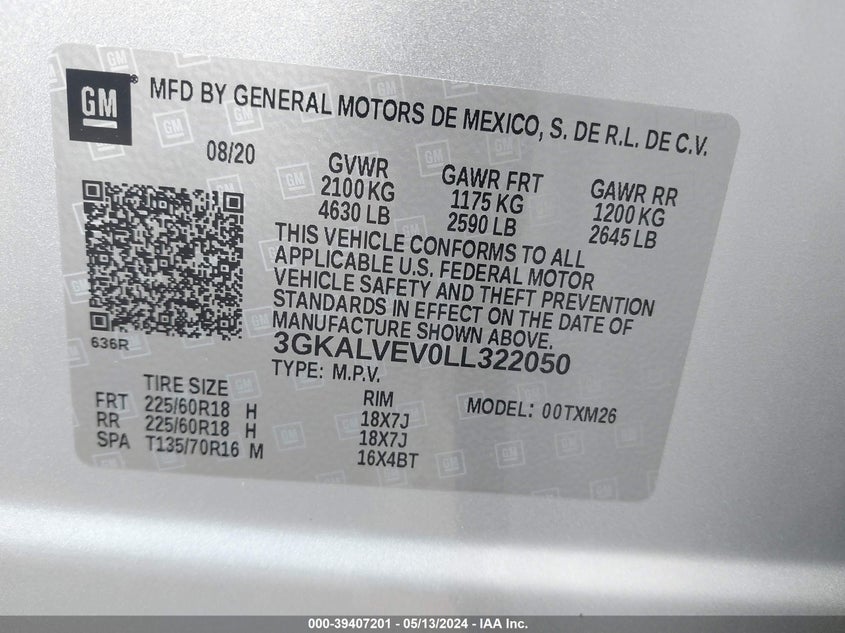 GM® MFD BY GENERAL MOTORS DE MEXICO, S. DE R.L. DE C.V.
08/20
GVWR
2100 KG
4630 LB
GAWR FRT
1175 KG
2590 LB
GAWR RR
1200 KG
2645 LB
THIS VEHICLE CONFORMS TO ALL
APPLICABLE U.S. FEDERAL MOTOR
VEHICLE SAFETY AND THEFT PREVENTION
STANDARDS IN EFFECT ON THE DATE OF
MANUFACTURE SHOWN ABOVE.
636R
3GKALVEV0LL322050
TYPE: M.P.V.
TIRE SIZE
FRT 225/60R18 H
RR 225/60R18 H
SPA T135/70R16 M
RIM
18X7J
18X7J
16X4BT
MODEL: 00TXM26
000-39407201 - 05/13/2024 - IAA Inc.